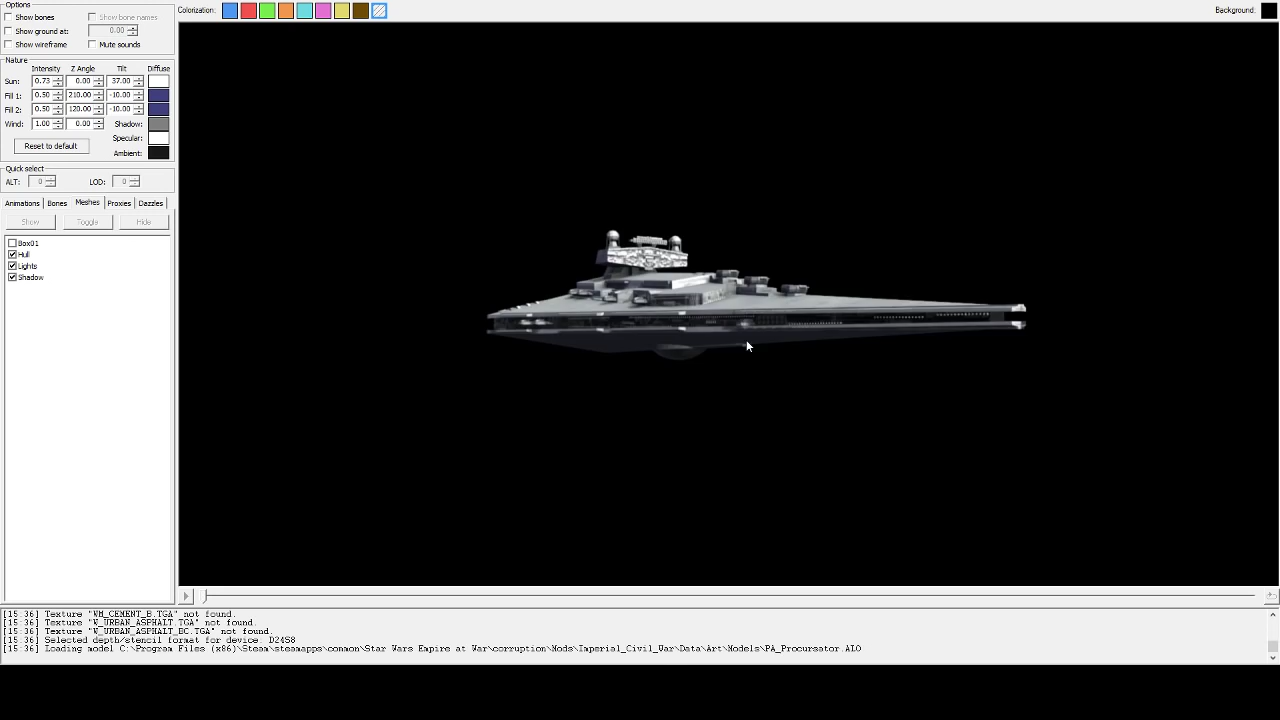 Options
Colorization:
Background:
Show bones
Show bone names
Show ground at:
0.00
Show wireframe
Mute sounds
Nature
Intensity
Z Angle
Tilt
Diffuse
Sun:
0.73
0.00
37.00
Fill 1:
0.50
210.00
-10.00
Fill 2:
0.50
120.00
-10.00
Wind:
1.00
0.00
Shadow:
Specular:
Reset to default
Ambient:
Quick select
ALT:
0
LOD:
0
Animations
Bones
Meshes
Proxies
Dazzles
Show
Toggle
Hide
Box01
Hull
Lights
Shadow
[15:36] Texture "WM_CEMENT_B.TGA" not found.
[15:36] Texture "W_URBAN_ASPHALT.TGA" not found.
[15:36] Texture "W_URBAN_ASPHALT_BC.TGA" not found.
[15:36] Selected depth/stencil format for device: D24S8
[15:36] Loading model C:\Program Files (x86)\Steam\steamapps\common\Star Wars Empire at War\corruption\Mods\Imperial_Civil_War\Data\Art\Models\PA_Procursator.ALO